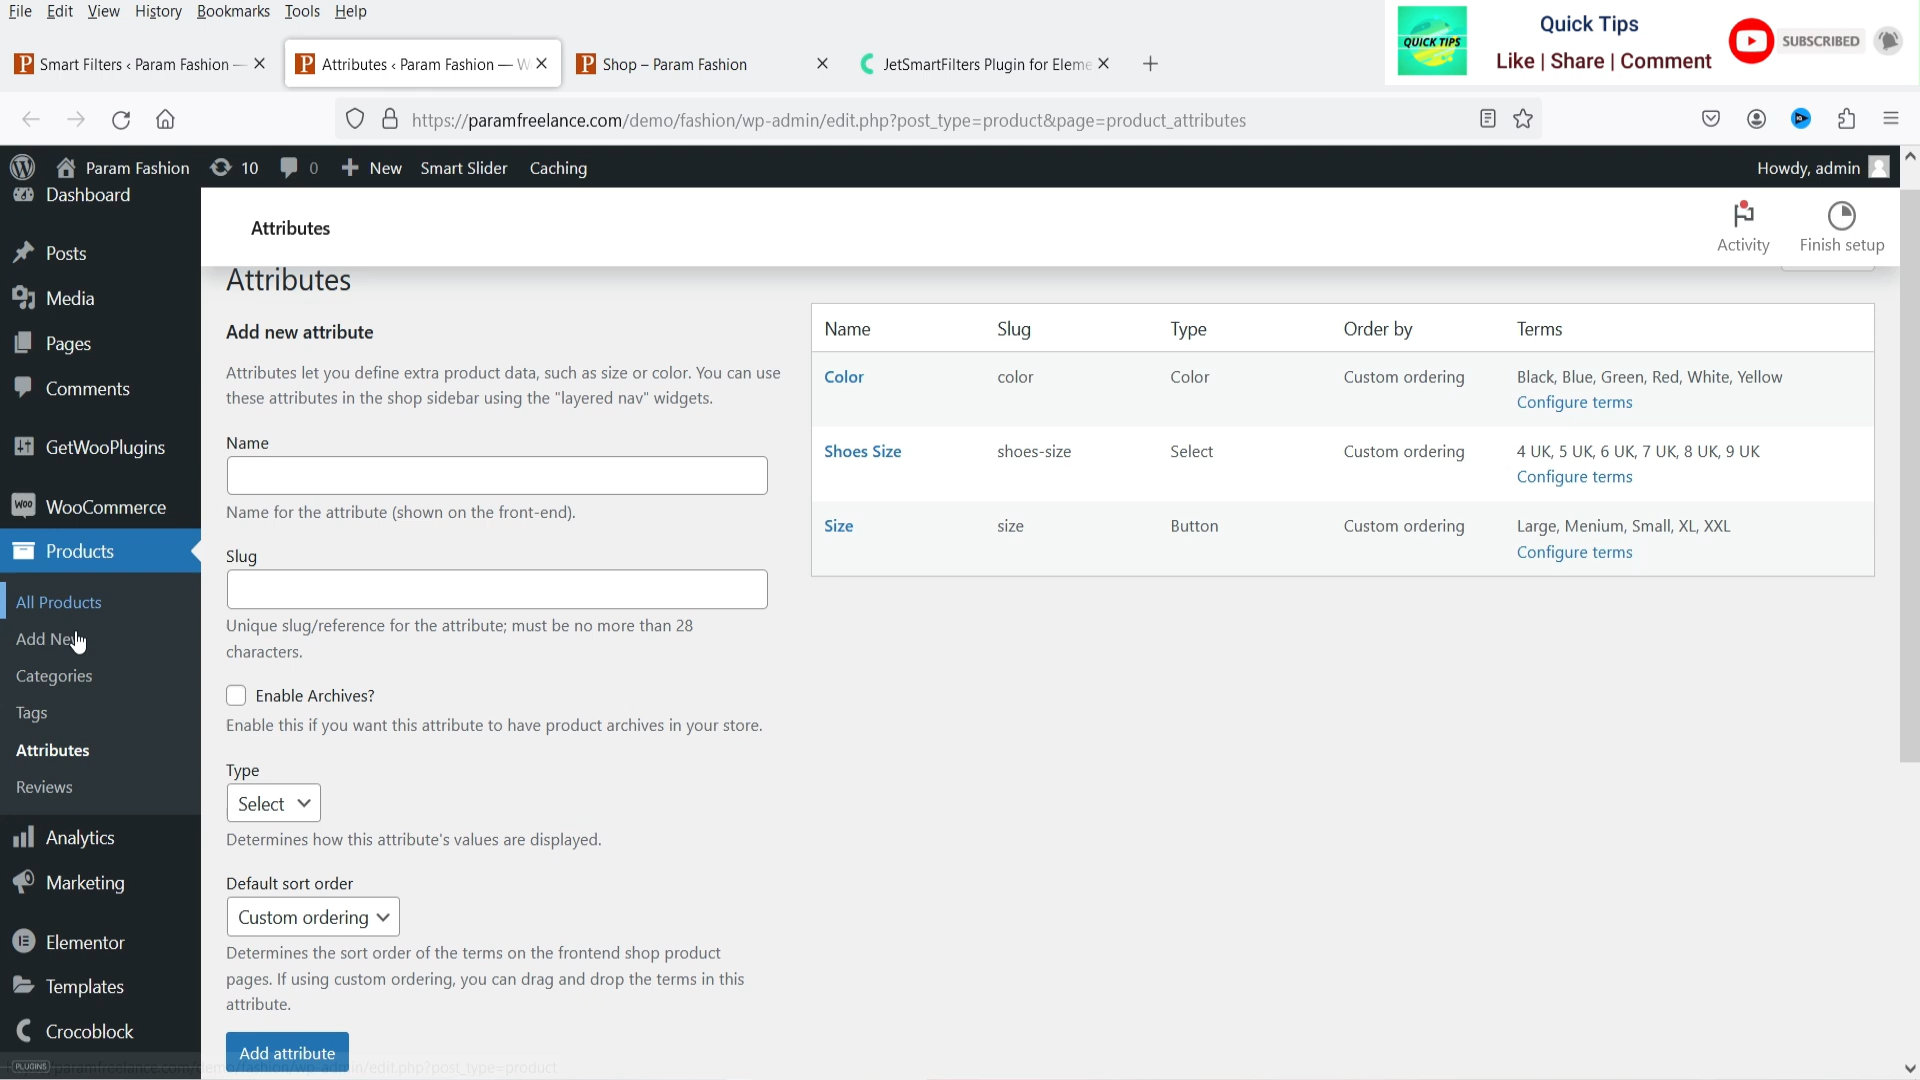 File Edit View History Bookmarks Tools Help
QUICK TIPS
Quick Tips
Like | Share | Comment
SUBSCRIBED
Smart Filters ‹ Param Fashion —
Attributes ‹ Param Fashion — W
Shop – Param Fashion
JetSmartFilters Plugin for Eleme
https://paramfreelance.com/demo/fashion/wp-admin/edit.php?post_type=product&page=product_attributes
Param Fashion 10 0 New Smart Slider Caching Howdy, admin
Dashboard
Posts
Media
Pages
Comments
GetWooPlugins
WOO WooCommerce
Products
All Products
Add New
Categories
Tags
Attributes
Reviews
Analytics
Marketing
Elementor
Templates
Crocoblock
PLUGINS
Attributes
Activity
Finish setup
Attributes
Add new attribute
Attributes let you define extra product data, such as size or color. You can use
these attributes in the shop sidebar using the "layered nav" widgets.
Name
Name for the attribute (shown on the front-end).
Slug
Unique slug/reference for the attribute; must be no more than 28
characters.
Enable Archives?
Enable this if you want this attribute to have product archives in your store.
Type
Select
Determines how this attribute's values are displayed.
Default sort order
Custom ordering
Determines the sort order of the terms on the frontend shop product
pages. If using custom ordering, you can drag and drop the terms in this
attribute.
Add attribute
Name Slug Type Order by Terms
Color color Color Custom ordering Black, Blue, Green, Red, White, Yellow
Configure terms
Shoes Size shoes-size Select Custom ordering 4 UK, 5 UK, 6 UK, 7 UK, 8 UK, 9 UK
Configure terms
Size size Button Custom ordering Large, Menium, Small, XL, XXL
Configure terms